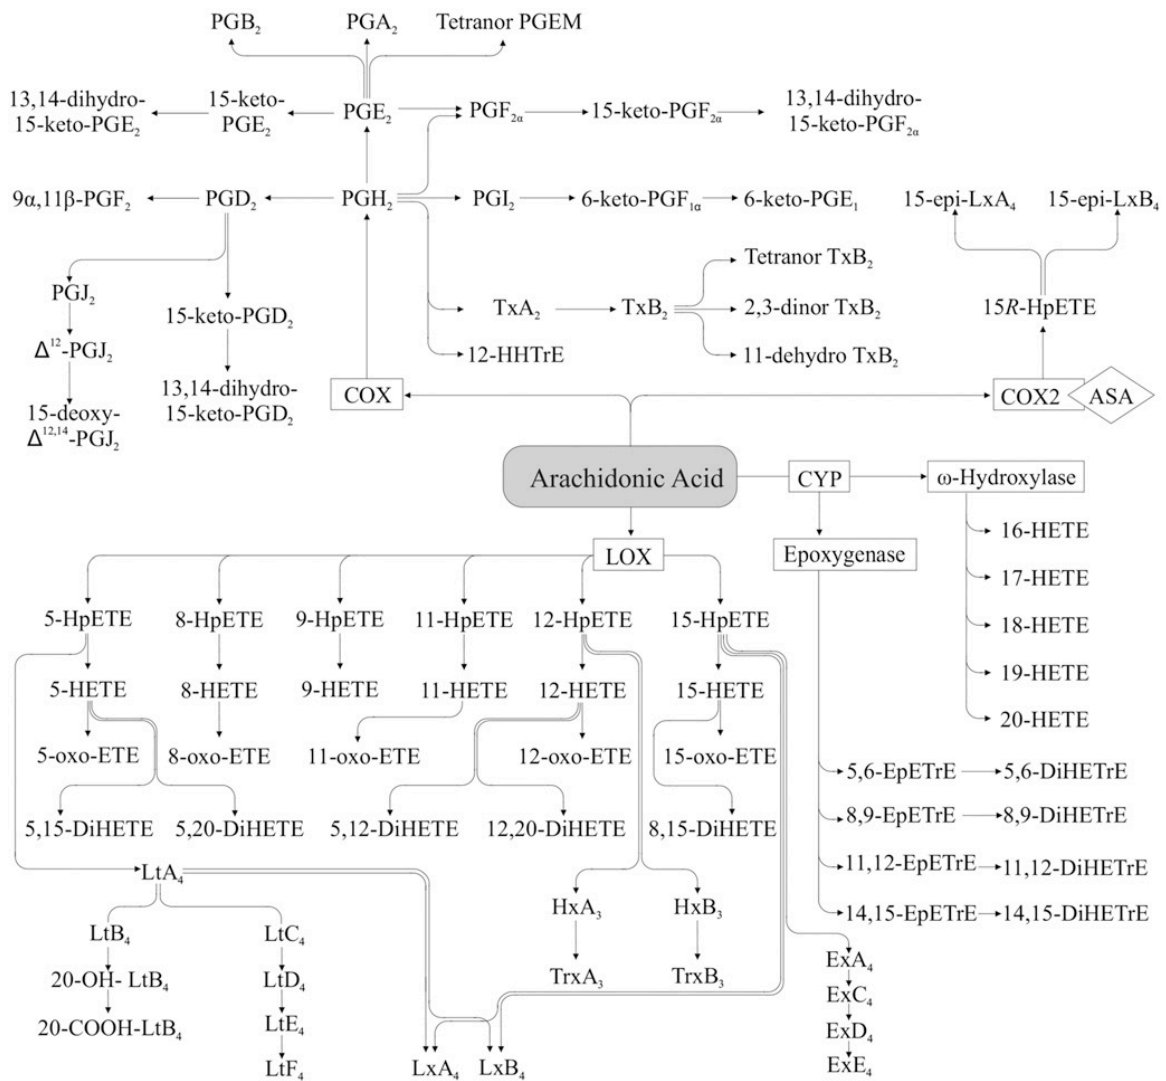 PGB₂
PGA₂
Tetranor PGEM
13,14-dihydro-
15-keto-PGE₂
15-keto-
PGE₂
PGE₂
PGF₂α
15-keto-PGF₂α
13,14-dihydro-
15-keto-PGF₂α
9α,11β-PGF₂
PGD₂
PGH₂
PGI₂
6-keto-PGF₁α
6-keto-PGE₁
15-epi-LxA₄
15-epi-LxB₄
Tetranor TxB₂
PGJ₂
15-keto-PGD₂
TxA₂
TxB₂
2,3-dinor TxB₂
15R-HpETE
Δ¹²-PGJ₂
12-HHTrE
11-dehydro TxB₂
13,14-dihydro-
15-keto-PGD₂
COX
COX2
ASA
15-deoxy-
Δ¹²,¹⁴-PGJ₂
Arachidonic Acid
CYP
ω-Hydroxylase
LOX
Epoxygenase
16-HETE
17-HETE
18-HETE
19-HETE
20-HETE
5-HpETE
8-HpETE
9-HpETE
11-HpETE
12-HpETE
15-HpETE
5-HETE
8-HETE
9-HETE
11-HETE
12-HETE
15-HETE
5-oxo-ETE
8-oxo-ETE
11-oxo-ETE
12-oxo-ETE
15-oxo-ETE
5,6-EpETrE
5,6-DiHETrE
8,9-EpETrE
8,9-DiHETrE
5,15-DiHETE
5,20-DiHETE
5,12-DiHETE
12,20-DiHETE
8,15-DiHETE
11,12-EpETrE
11,12-DiHETrE
14,15-EpETrE
14,15-DiHETrE
LtA₄
HxA₃
HxB₃
LtB₄
LtC₄
20-OH- LtB₄
LtD₄
TrxA₃
TrxB₃
ExA₄
ExC₄
20-COOH-LtB₄
LtE₄
ExD₄
LtF₄
LxA₄
LxB₄
ExE₄